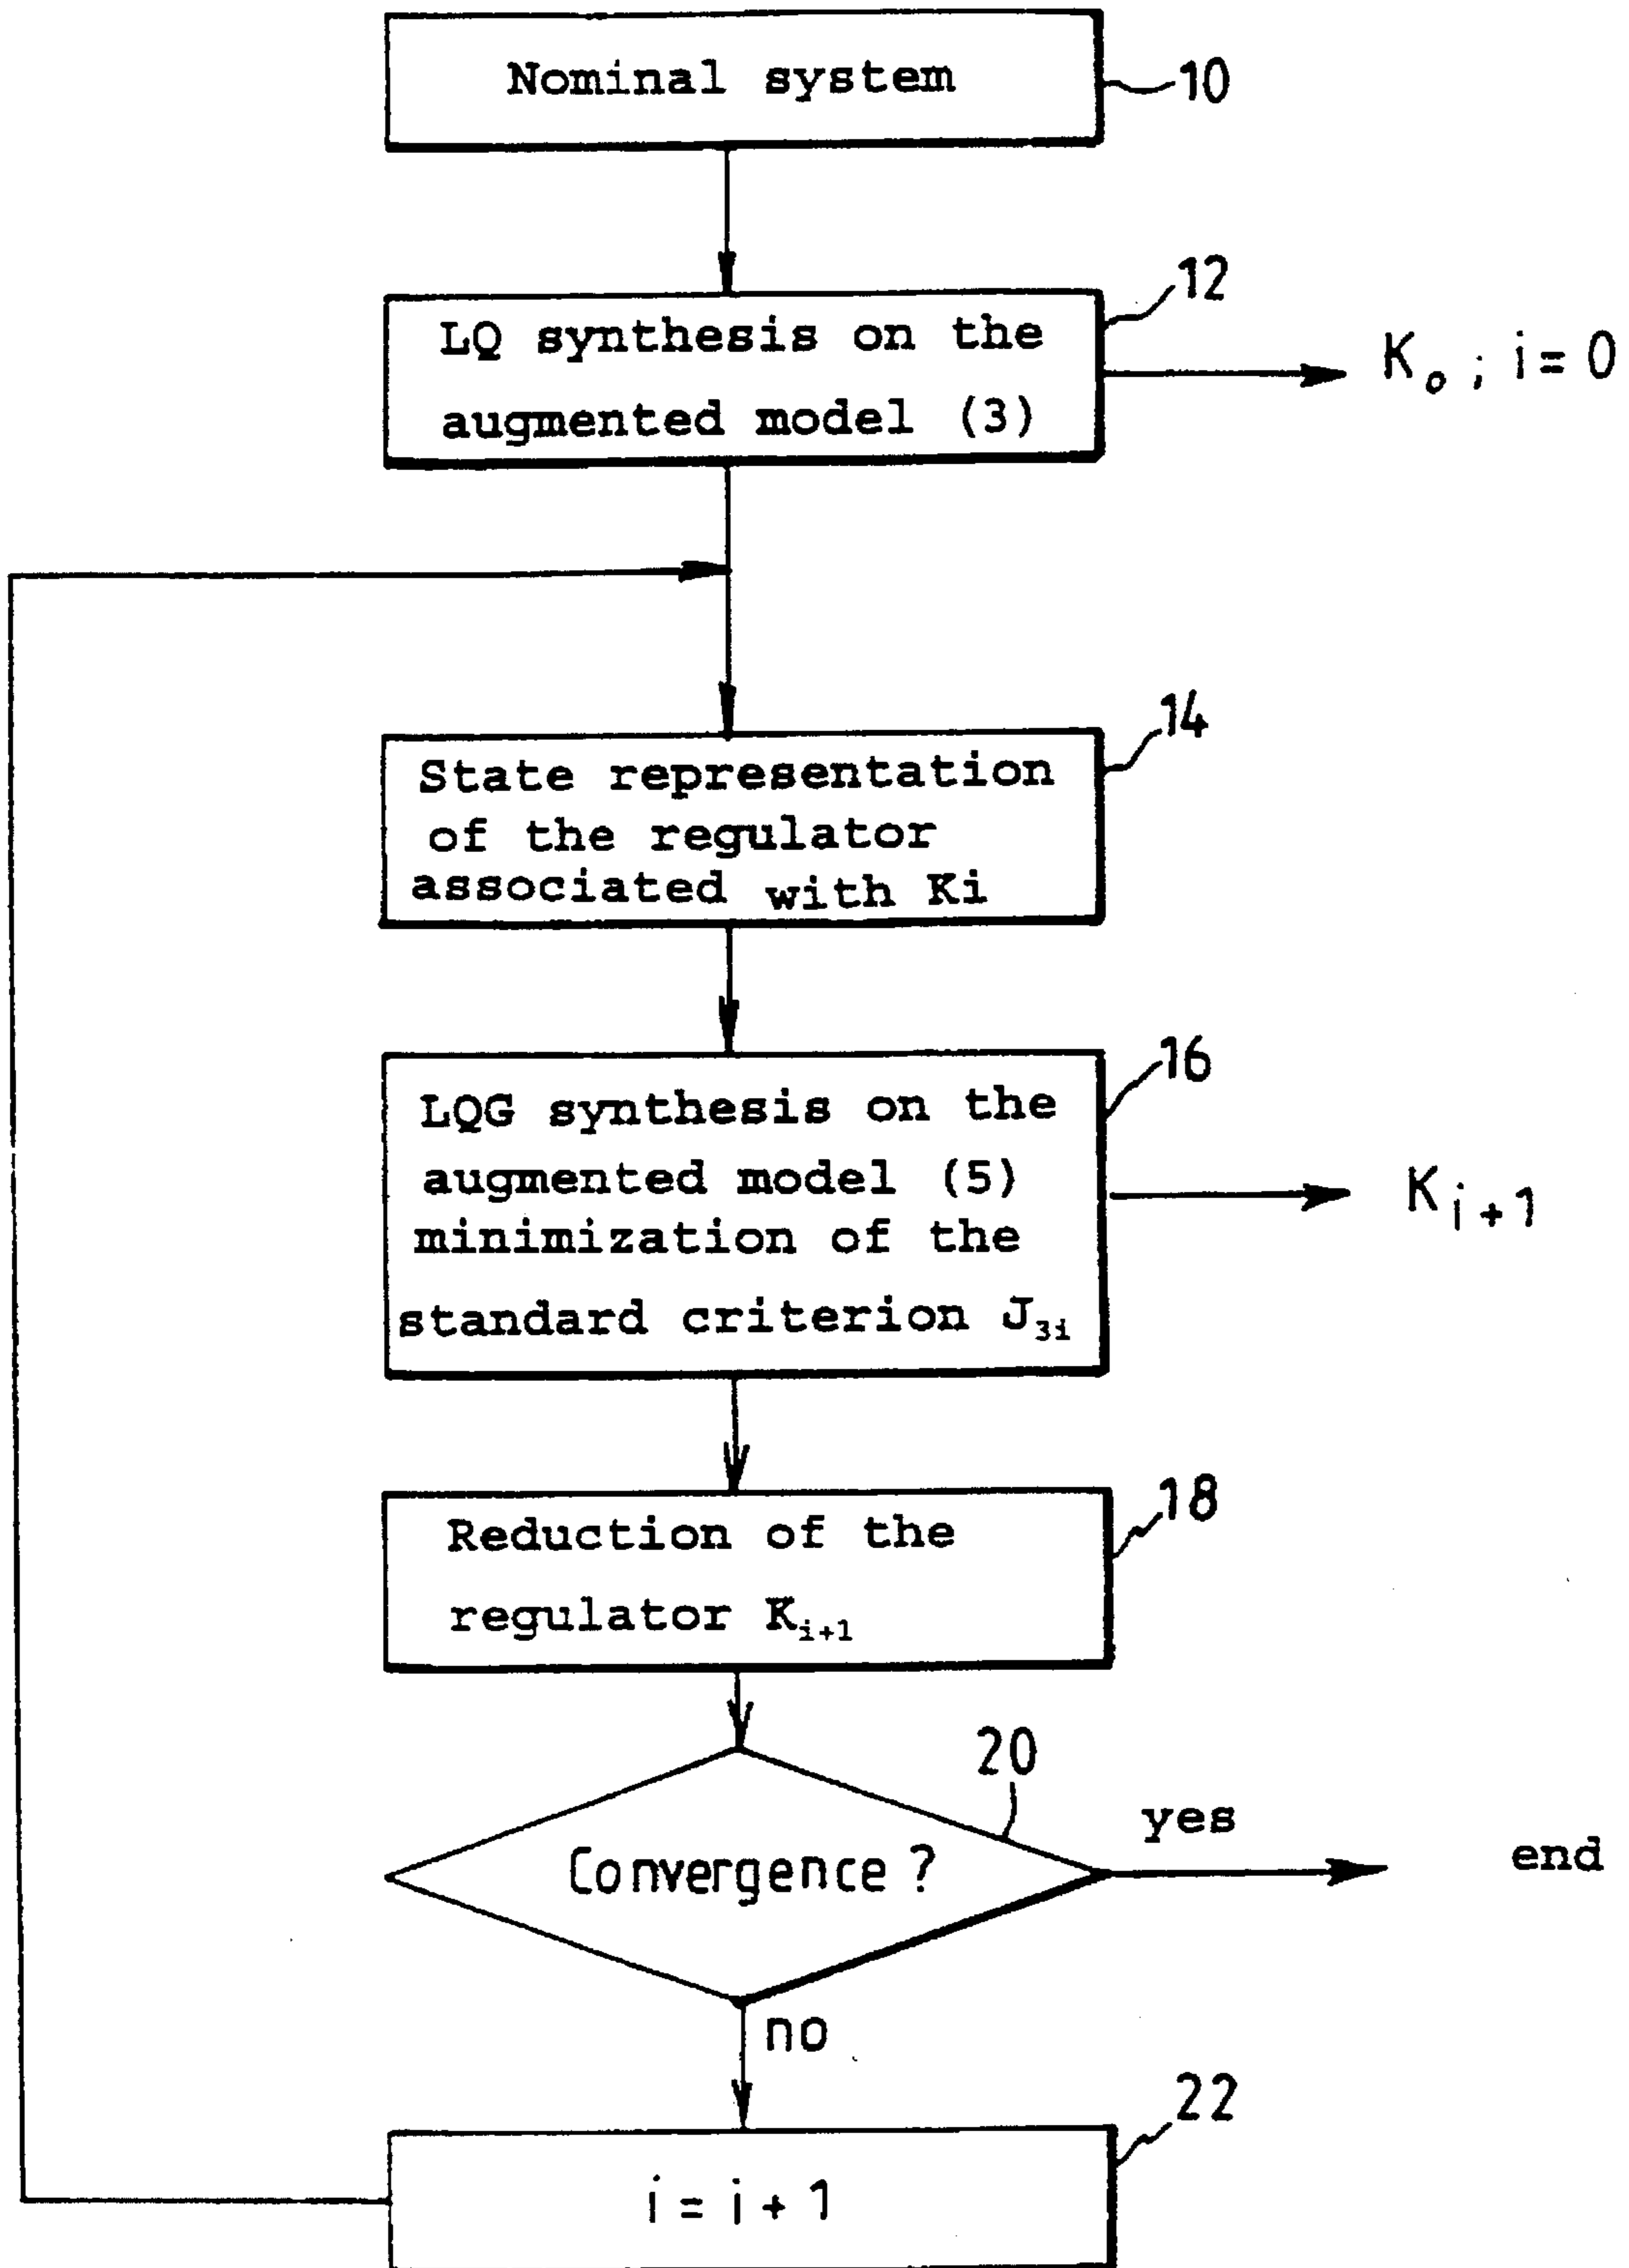 Nominal system
10
12
LQ synthesis on the
augmented model (3)
K₀ ; i = 0
14
State representation
of the regulator
associated with Ki
16
LQG synthesis on the
augmented model (5)
minimization of the
standard criterion J₃ᵢ
Kᵢ₊₁
18
Reduction of the
regulator Kᵢ₊₁
20
Convergence ?
yes
end
no
22
i = i + 1